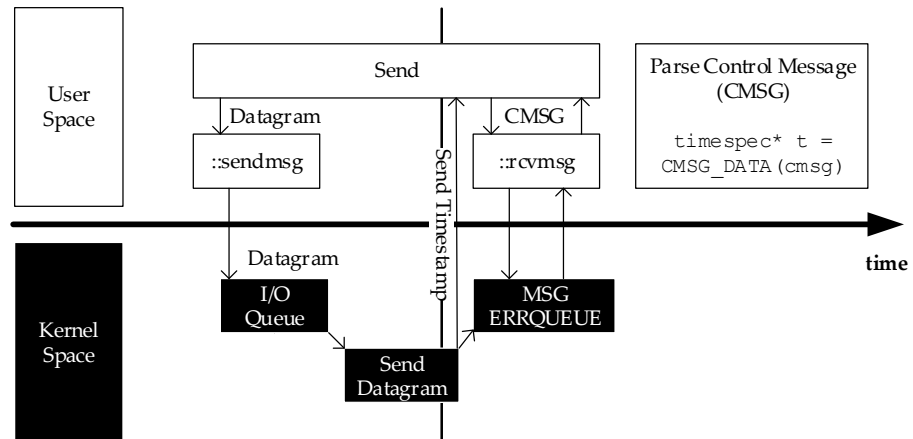 User
Space
Send
Parse Control Message
(CMSG)
timespec* t =
CMSG_DATA(cmsg)
Datagram
CMSG
::sendmsg
::rcvmsg
Send Timestamp
time
Datagram
I/O
Queue
MSG
ERRQUEUE
Kernel
Space
Send
Datagram